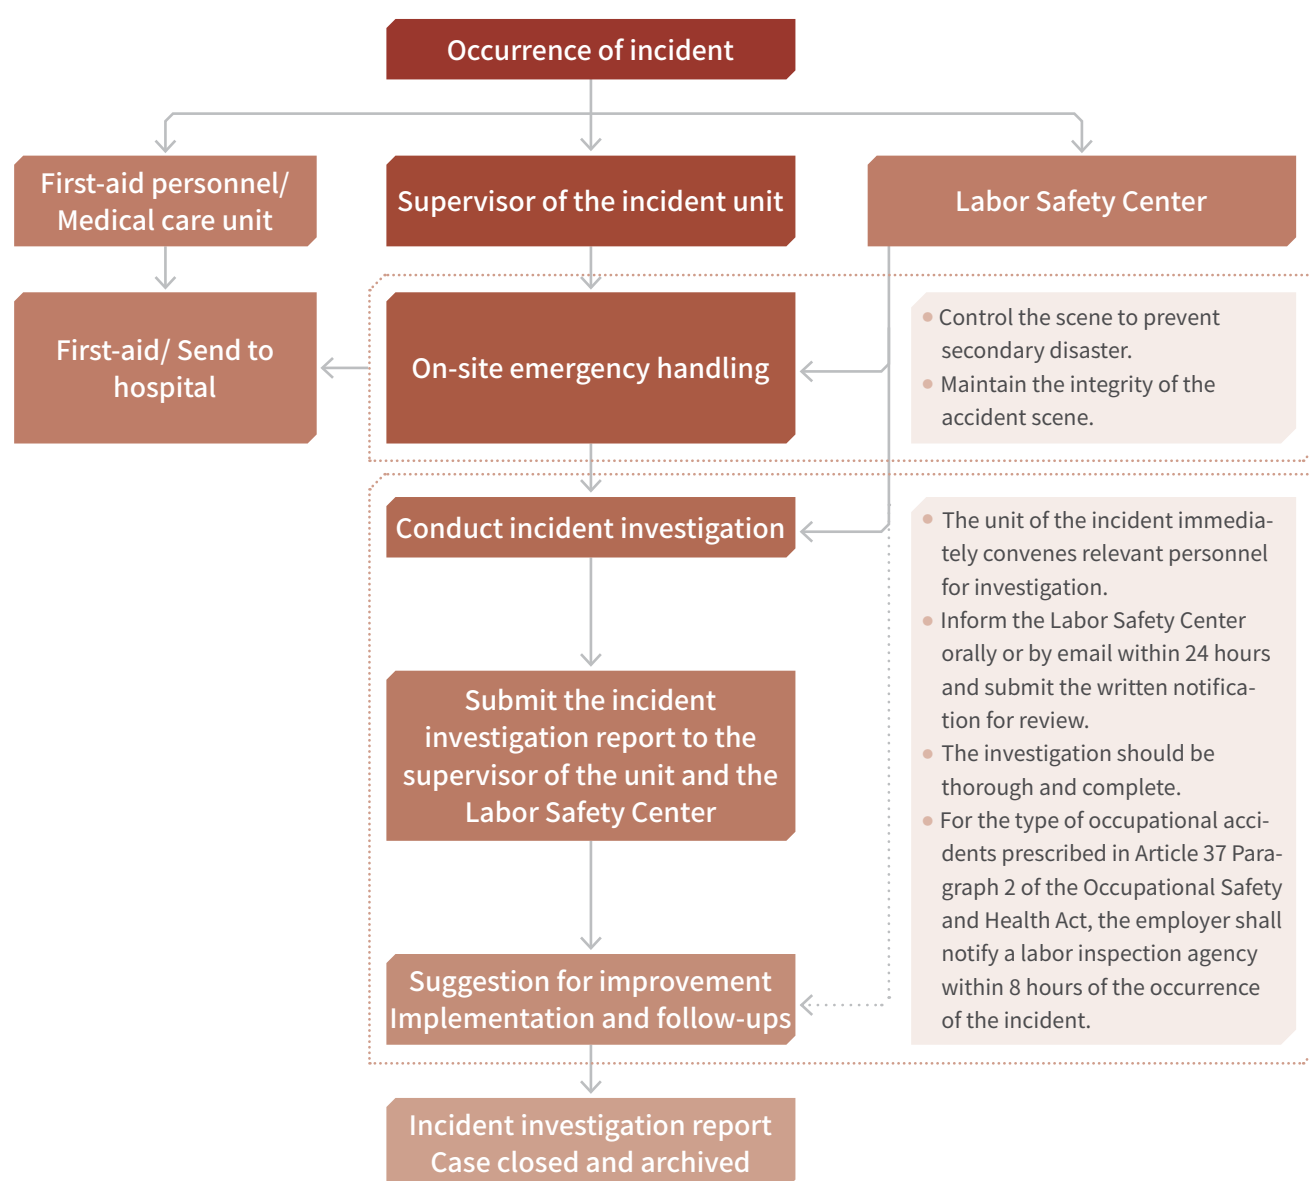 Occurrence of incident
First-aid personnel/
Medical care unit
Supervisor of the incident unit
Labor Safety Center
First-aid/ Send to
hospital
On-site emergency handling
Control the scene to prevent
secondary disaster.
Maintain the integrity of the
accident scene.
Conduct incident investigation
The unit of the incident immedia-
tely convenes relevant personnel
for investigation.
Inform the Labor Safety Center
orally or by email within 24 hours
and submit the written notifica-
tion for review.
The investigation should be
thorough and complete.
For the type of occupational acci-
dents prescribed in Article 37 Para-
graph 2 of the Occupational Safety
and Health Act, the employer shall
notify a labor inspection agency
within 8 hours of the occurrence
of the incident.
Submit the incident
investigation report to the
supervisor of the unit and the
Labor Safety Center
Suggestion for improvement
Implementation and follow-ups
Incident investigation report
Case closed and archived